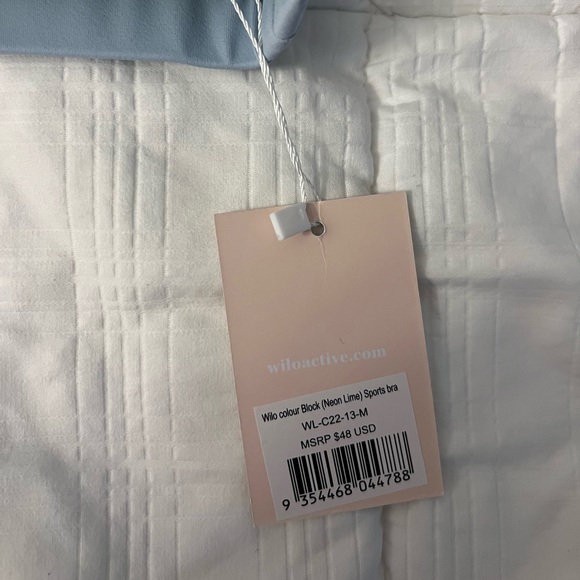 wiloactive.com
Wilo colour Block (Neon Lime) Sports bra
WL-C22-13-M
MSRP $48 USD
9 354468 044788